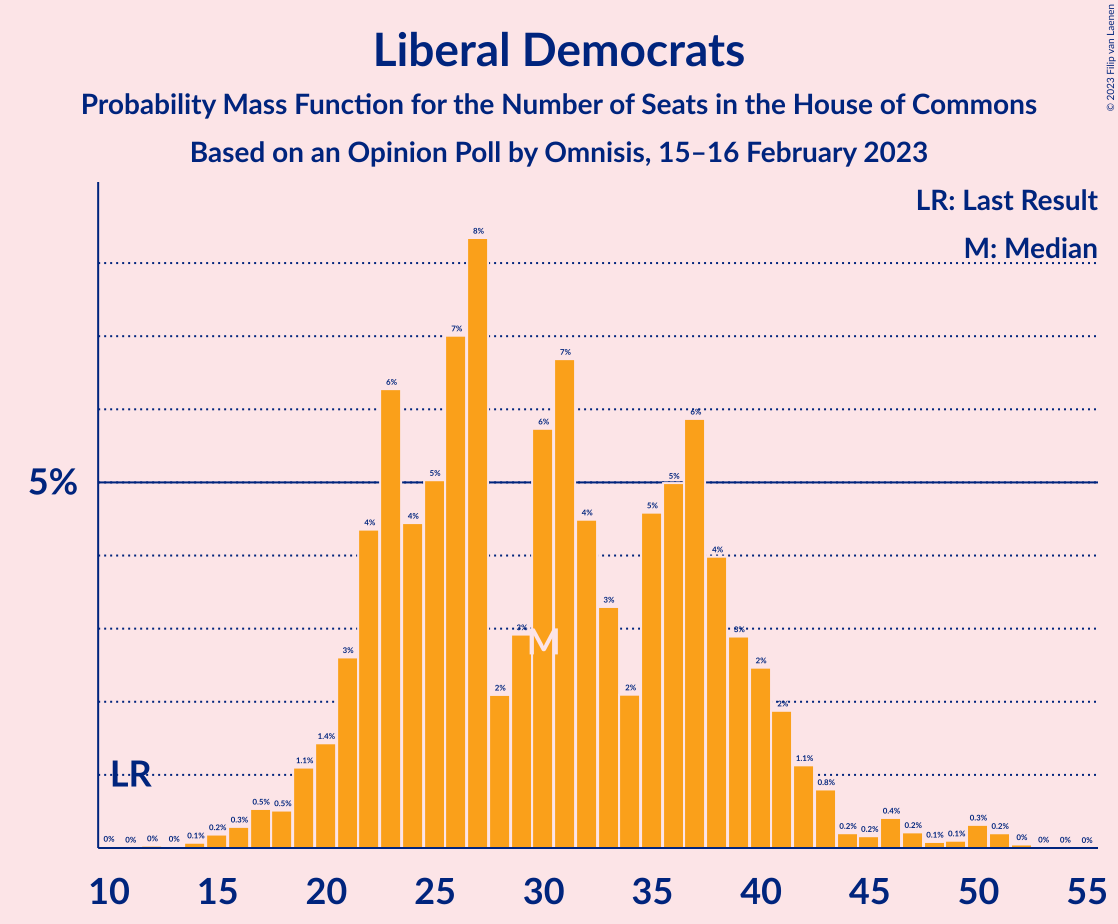 Liberal Democrats
Probability Mass Function for the Number of Seats in the House of Commons
Based on an Opinion Poll by Omnisis, 15–16 February 2023
© 2023 Filip van Laenen
LR: Last Result
M: Median
5%
0% 0% 0% 0% 0.1% 0.2% 0.3% 0.5% 0.5% 1.1% 1.4% 3% 4% 6% 4% 5% 7% 8% 2% 3% 6% 7% 4% 3% 2% 5% 5% 6% 4% 3% 2% 2% 1.1% 0.8% 0.2% 0.2% 0.4% 0.2% 0.1% 0.1% 0.3% 0.2% 0% 0% 0% 0%
M
LR
10 15 20 25 30 35 40 45 50 55